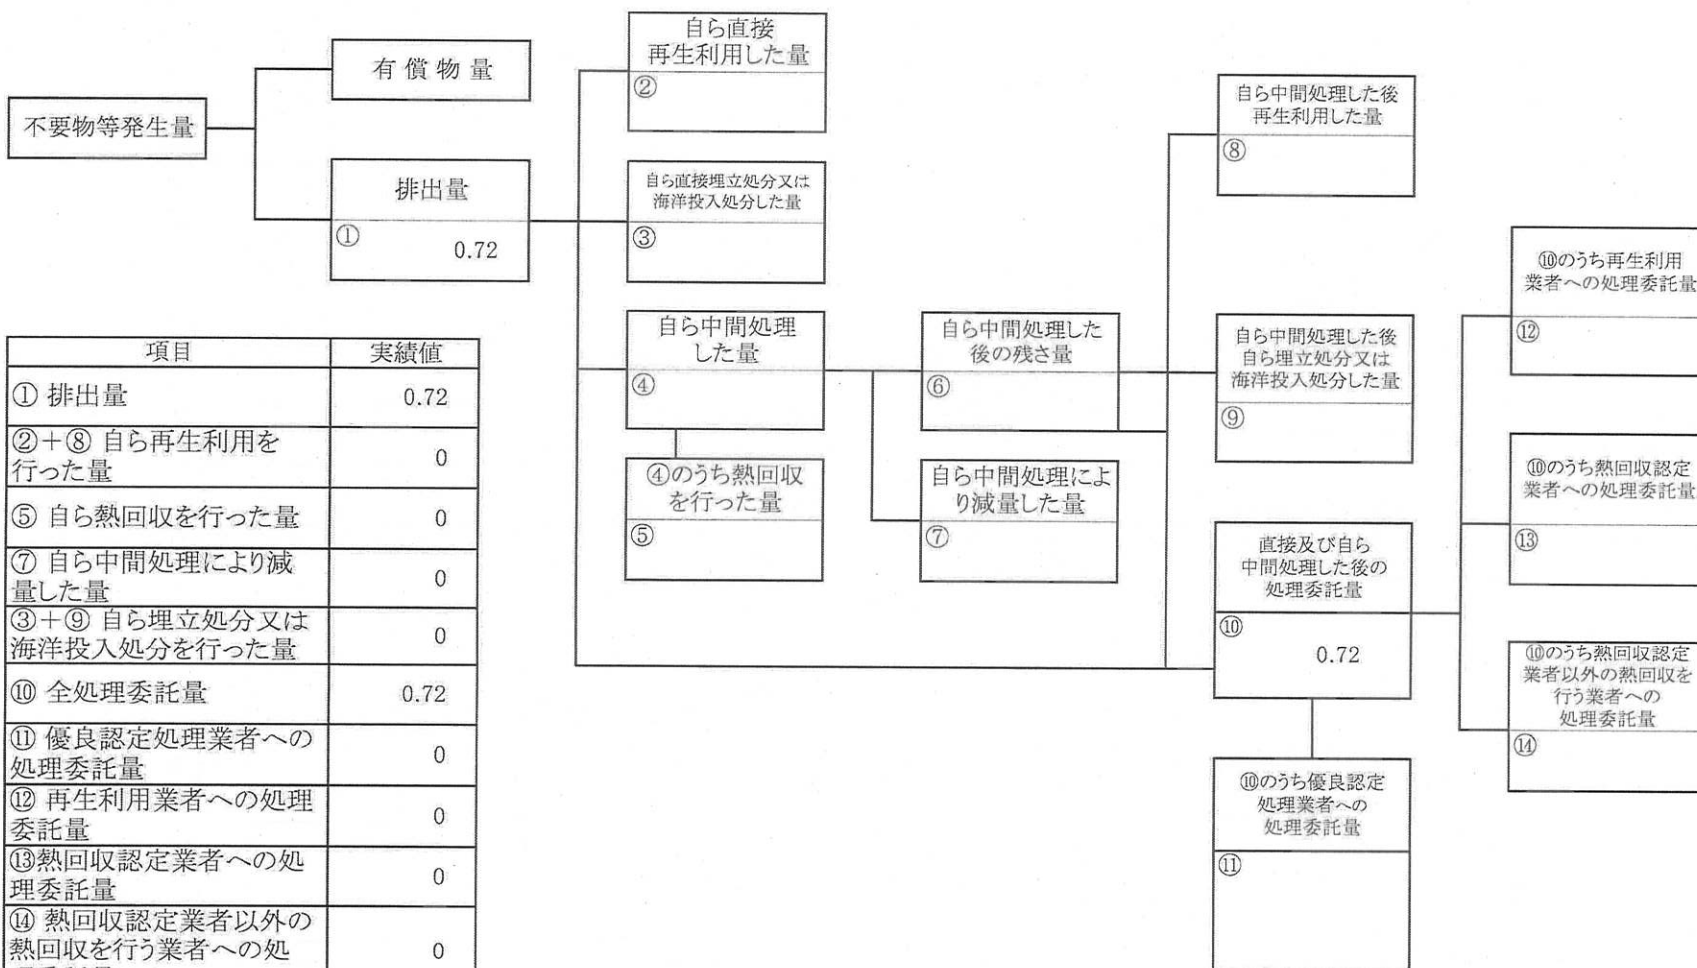 不要物等発生量
有償物量
排出量
①
0.72
自ら直接
再生利用した量
②
自ら直接埋立処分又は
海洋投入処分した量
③
自ら中間処理
した量
④
④のうち熱回収
を行った量
⑤
自ら中間処理した
後の残さ量
⑥
自ら中間処理によ
り減量した量
⑦
自ら中間処理した後
再生利用した量
⑧
自ら中間処理した後
自ら埋立処分又は
海洋投入処分した量
⑨
直接及び自ら
中間処理した後の
処理委託量
⑩
0.72
⑩のうち優良認定
処理業者への
処理委託量
⑪
⑩のうち再生利用
業者への処理委託量
⑫
⑩のうち熱回収認定
業者への処理委託量
⑬
⑩のうち熱回収認定
業者以外の熱回収を
行う業者への
処理委託量
⑭
項目 実績値
① 排出量 0.72
②+⑧ 自ら再生利用を
行った量 0
⑤ 自ら熱回収を行った量 0
⑦ 自ら中間処理により減
量した量 0
③+⑨ 自ら埋立処分又は
海洋投入処分を行った量 0
⑩ 全処理委託量 0.72
⑪ 優良認定処理業者への
処理委託量 0
⑫ 再生利用業者への処理
委託量 0
⑬熱回収認定業者への処
理委託量 0
⑭ 熱回収認定業者以外の
熱回収を行う業者への処 0